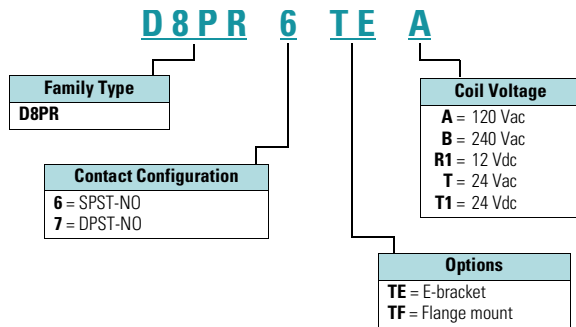 D8PR 6 TE A
Family Type
D8PR
Contact Configuration
6 = SPST-NO
7 = DPST-NO
Coil Voltage
A = 120 Vac
B = 240 Vac
R1 = 12 Vdc
T = 24 Vac
T1 = 24 Vdc
Options
TE = E-bracket
TF = Flange mount